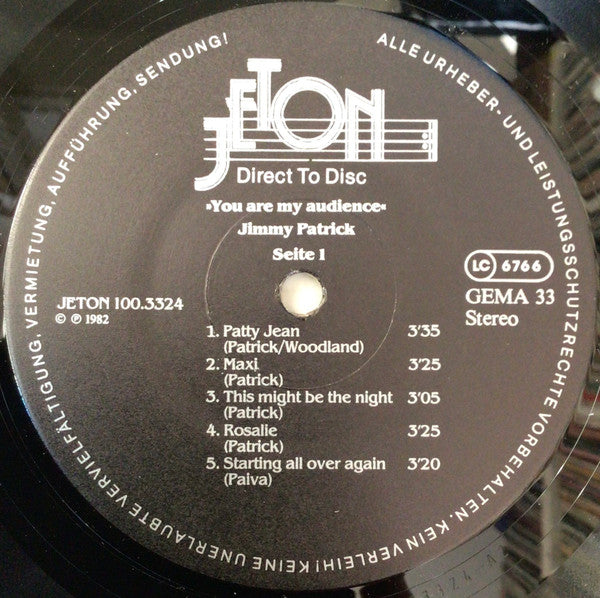 ALLE URHEBER- UND LEISTUNGSSCHUTZRECHTE VORBEHALTEN. KEIN VERLEIH! KEINE UNERLAUBTE VERVIELFÄLTIGUNG, VERMIETUNG, AUFFÜHRUNG, SENDUNG!
JETON
Direct To Disc
»You are my audience«
Jimmy Patrick
Seite 1
LC 6766
JETON 100.3324
GEMA 33
© ℗ 1982
Stereo
1. Patty Jean 3'35
(Patrick/Woodland)
2. Maxi 3'25
(Patrick)
3. This might be the night 3'05
(Patrick)
4. Rosalie 3'25
(Patrick)
5. Starting all over again 3'20
(Paiva)